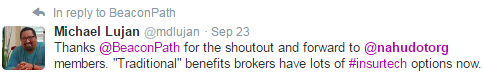 In reply to BeaconPath
Michael Lujan @mdlujan · Sep 23
Thanks @BeaconPath for the shoutout and forward to @nahudotorg
members. "Traditional" benefits brokers have lots of #insurtech options now.